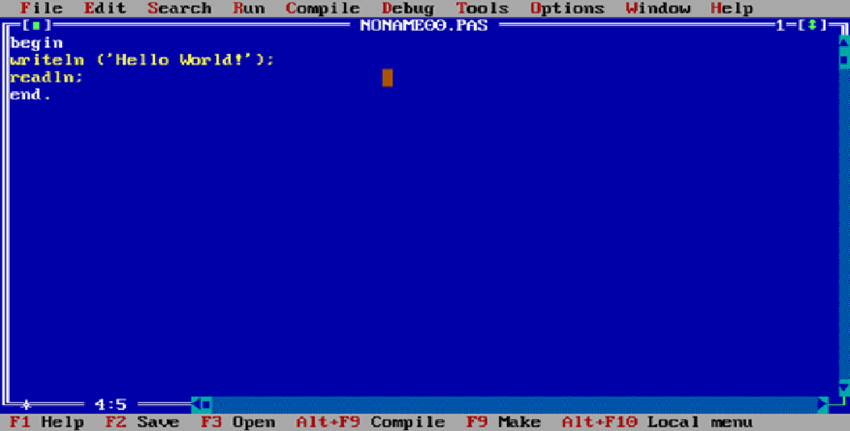 File Edit Search Run Compile Debug Tools Options Window Help
[■] NONAME00.PAS 1=[↕]
begin
writeln ('Hello World!');
readln;
end.
* 4:5
F1 Help F2 Save F3 Open Alt+F9 Compile F9 Make Alt+F10 Local menu